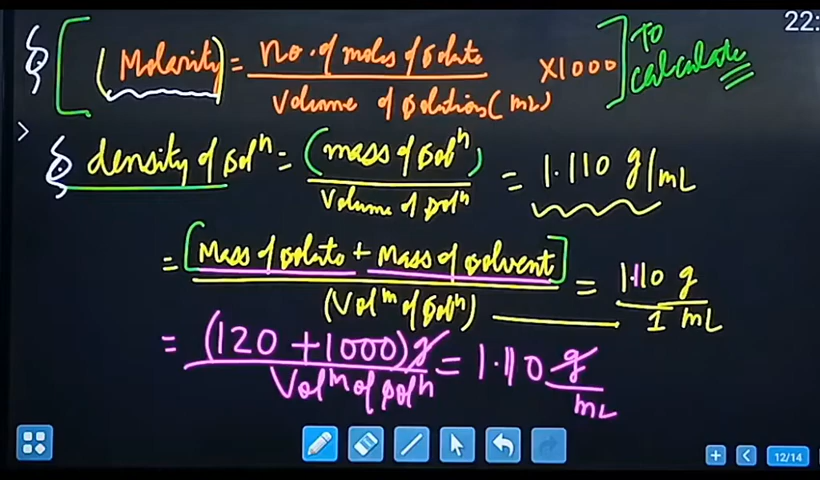 22:
[(Molarity) = No. of moles of solute / Volume of solution (mL) X1000] To calculate
density of solⁿ = (mass of solⁿ) / Volume of solⁿ = 1.110 g/mL
= [Mass of solute + Mass of solvent] / (Volᵐ of solⁿ) = 1.110 g / 1 mL
= (120 + 1000) g / Volᵐ of solⁿ = 1.110 g / mL
12/14